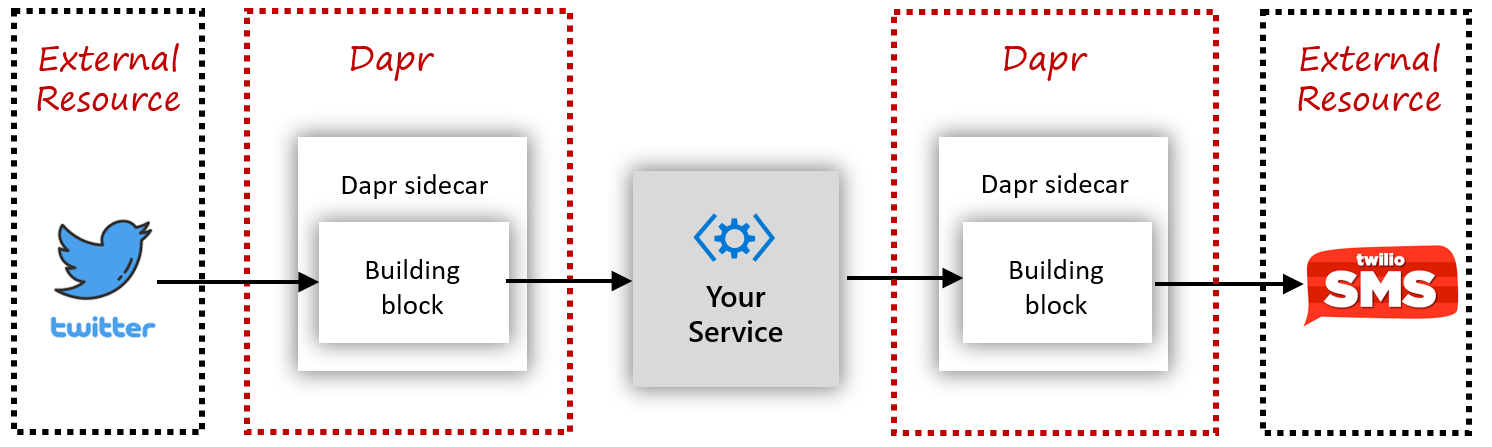 External
Resource
twitter
Dapr
Dapr sidecar
Building
block
Your
Service
Dapr
Dapr sidecar
Building
block
External
Resource
twilio
SMS